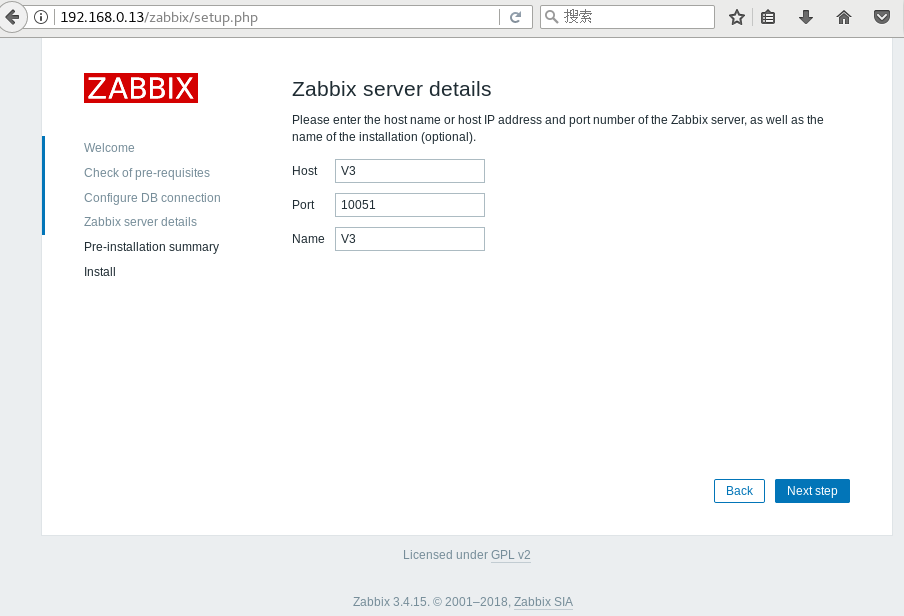 192.168.0.13/zabbix/setup.php
搜索
ZABBIX
Welcome
Check of pre-requisites
Configure DB connection
Zabbix server details
Pre-installation summary
Install
Zabbix server details
Please enter the host name or host IP address and port number of the Zabbix server, as well as the
name of the installation (optional).
Host V3
Port 10051
Name V3
Back Next step
Licensed under GPL v2
Zabbix 3.4.15. © 2001–2018, Zabbix SIA